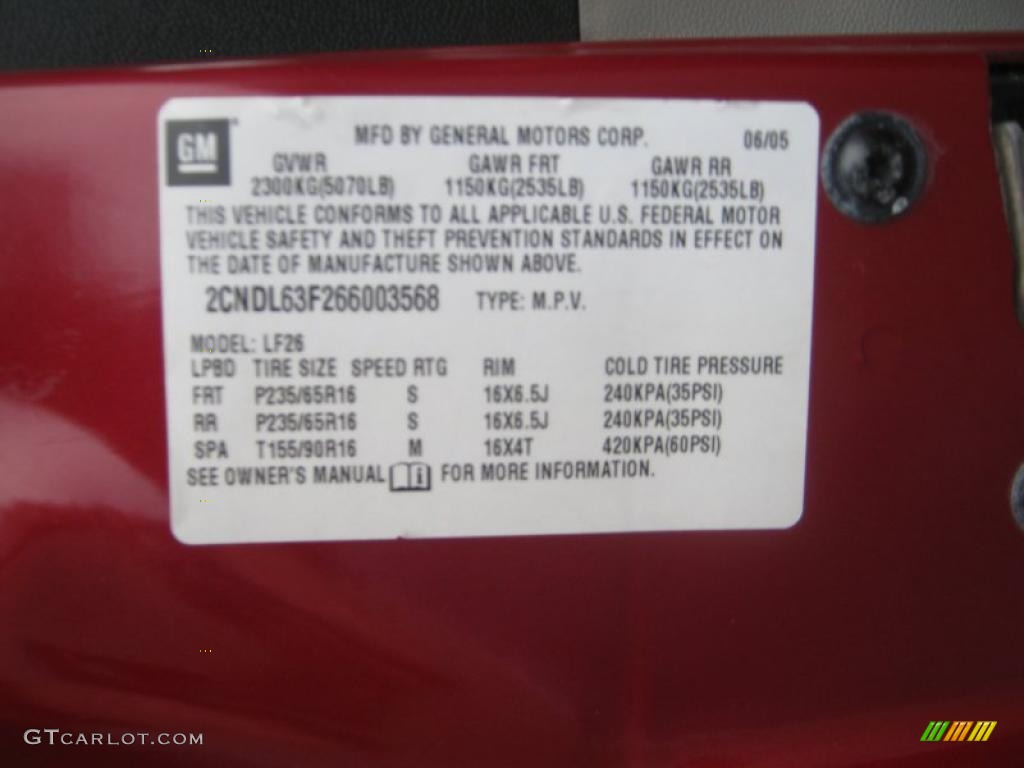 GM
MFD BY GENERAL MOTORS CORP. 06/05
GVWR GAWR FRT GAWR RR
2300KG(5070LB) 1150KG(2535LB) 1150KG(2535LB)
THIS VEHICLE CONFORMS TO ALL APPLICABLE U.S. FEDERAL MOTOR
VEHICLE SAFETY AND THEFT PREVENTION STANDARDS IN EFFECT ON
THE DATE OF MANUFACTURE SHOWN ABOVE.
2CNDL63F266003568 TYPE: M.P.V.
MODEL: LF26
LPBD TIRE SIZE SPEED RTG RIM COLD TIRE PRESSURE
FRT P235/65R16 S 16X6.5J 240KPA(35PSI)
RR P235/65R16 S 16X6.5J 240KPA(35PSI)
SPA T155/90R16 M 16X4T 420KPA(60PSI)
SEE OWNER'S MANUAL i FOR MORE INFORMATION.
GTCARLOT.COM